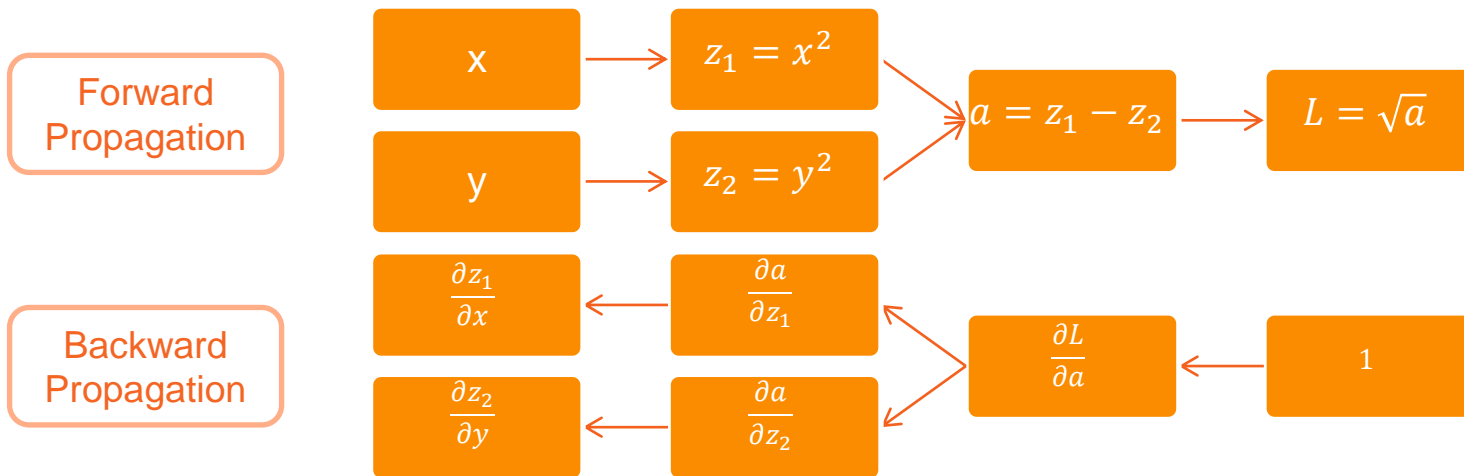 Forward
Propagation
x
z₁ = x²
y
z₂ = y²
a = z₁ − z₂
L = √a
Backward
Propagation
∂z₁/∂x
∂a/∂z₁
∂z₂/∂y
∂a/∂z₂
∂L/∂a
1